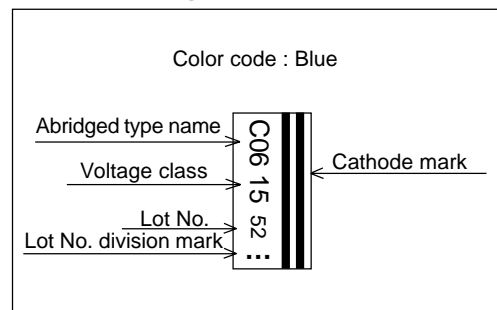 Color code : Blue
Abridged type name
Voltage class
Lot No.
Lot No. division mark
C06 15 52 ...
Cathode mark